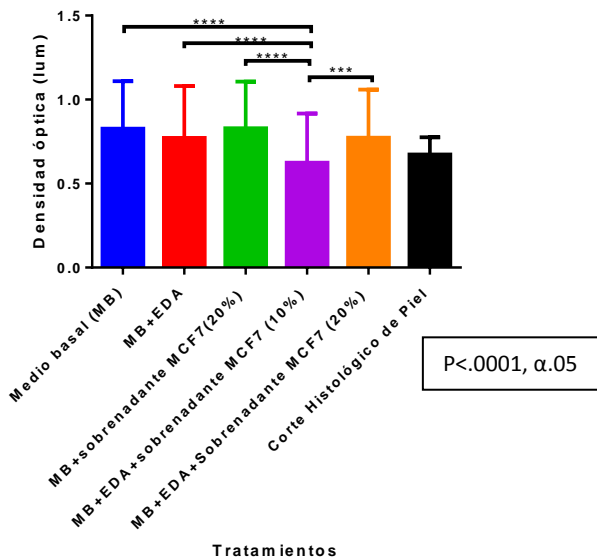 Densidad óptica (lum)
1.5
1.0
0.5
0.0
****
****
****
***
Medio basal (MB)
MB+EDA
MB+sobrenadante MCF7(20%)
MB+EDA+sobrenadante MCF7 (10%)
MB+EDA+Sobrenadante MCF7 (20%)
Corte Histológico de Piel
Tratamientos
P<.0001, α.05